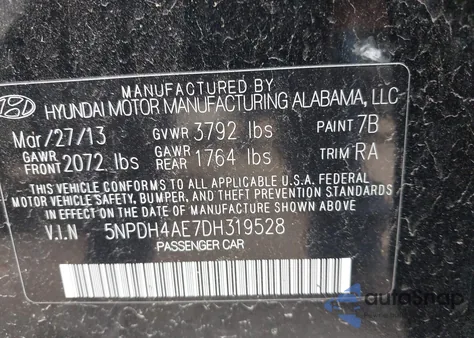 MANUFACTURED BY
HYUNDAI MOTOR MANUFACTURING ALABAMA, LLC
Mar/27/13 GVWR 3792 lbs PAINT 7B
GAWR FRONT 2072 lbs GAWR REAR 1764 lbs TRIM RA
THIS VEHICLE CONFORMS TO ALL APPLICABLE U.S.A FEDERAL
MOTOR VEHICLE SAFETY, BUMPER, AND THEFT PREVENTION STANDARDS
IN EFFECT ON THE DATE OF MANUFACTURE SHOWN ABOVE
V.I.N 5NPDH4AE7DH319528
PASSENGER CAR
autoSnap